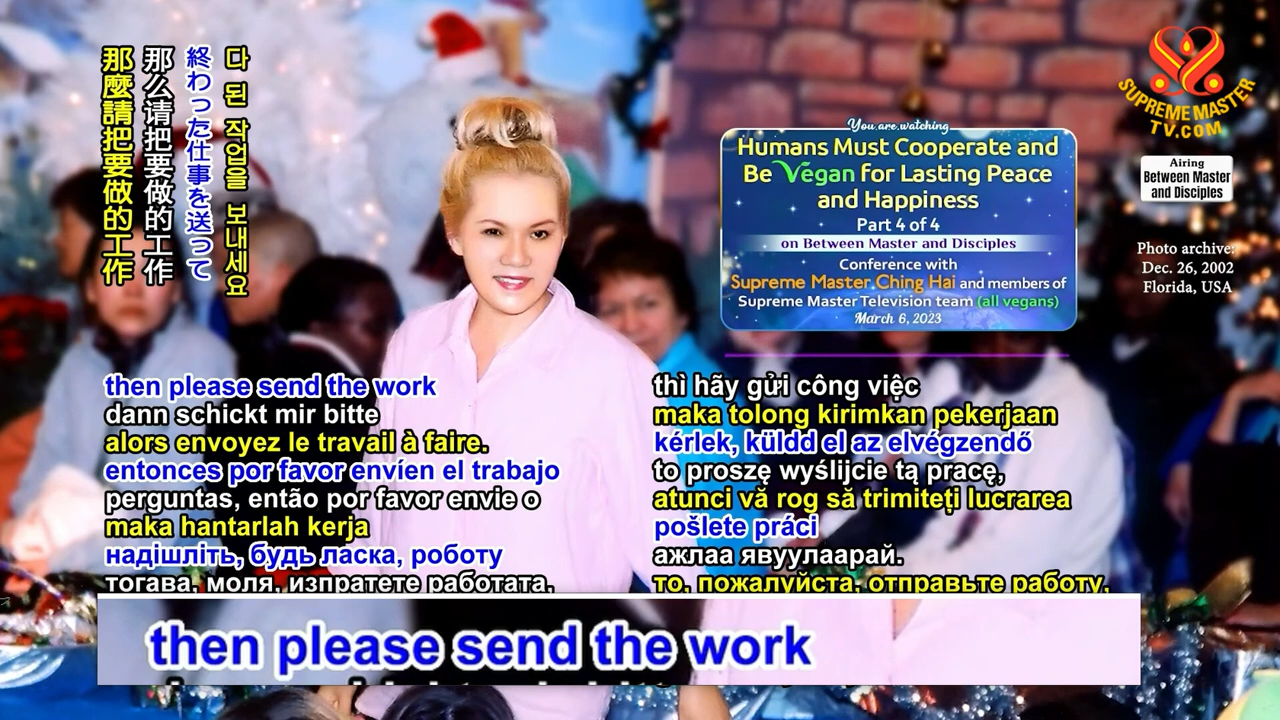 那麼請把要做的工作
那么请把要做的工作
終わった仕事を送って
다 된 작업을 보내세요
You are watching
Humans Must Cooperate and
Be Vegan for Lasting Peace
and Happiness
Part 4 of 4
on Between Master and Disciples
Conference with
Supreme Master Ching Hai and members of
Supreme Master Television team (all vegans)
March 6, 2023
SUPREME MASTER
TV.COM
Airing
Between Master
and Disciples
Photo archive:
Dec. 26, 2002
Florida, USA
then please send the work
dann schickt mir bitte
alors envoyez le travail à faire.
entonces por favor envíen el trabajo
perguntas, então por favor envie o
maka hantarlah kerja
надішліть, будь ласка, роботу
тогава, моля, изпратете работата,
thì hãy gửi công việc
maka tolong kirimkan pekerjaan
kérlek, küldd el az elvégzendő
to proszę wyślijcie tą pracę,
atunci vă rog să trimiteți lucrarea
pošlete práci
ажлаа явуулаарай.
то, пожалуйста, отправьте работу,
then please send the work